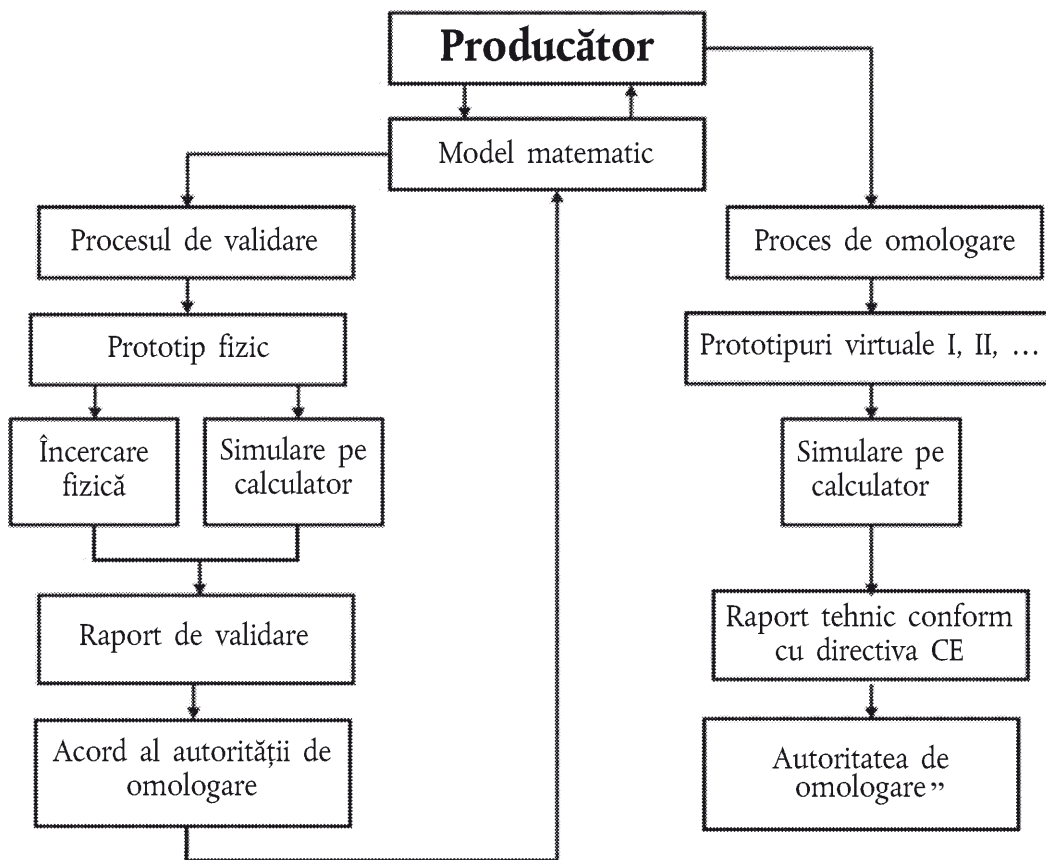 Producător
Model matematic
Procesul de validare
Prototip fizic
Încercare
fizică
Simulare pe
calculator
Raport de validare
Acord al autorității de
omologare
Proces de omologare
Prototipuri virtuale I, II, …
Simulare pe
calculator
Raport tehnic conform
cu directiva CE
Autoritatea de
omologare”